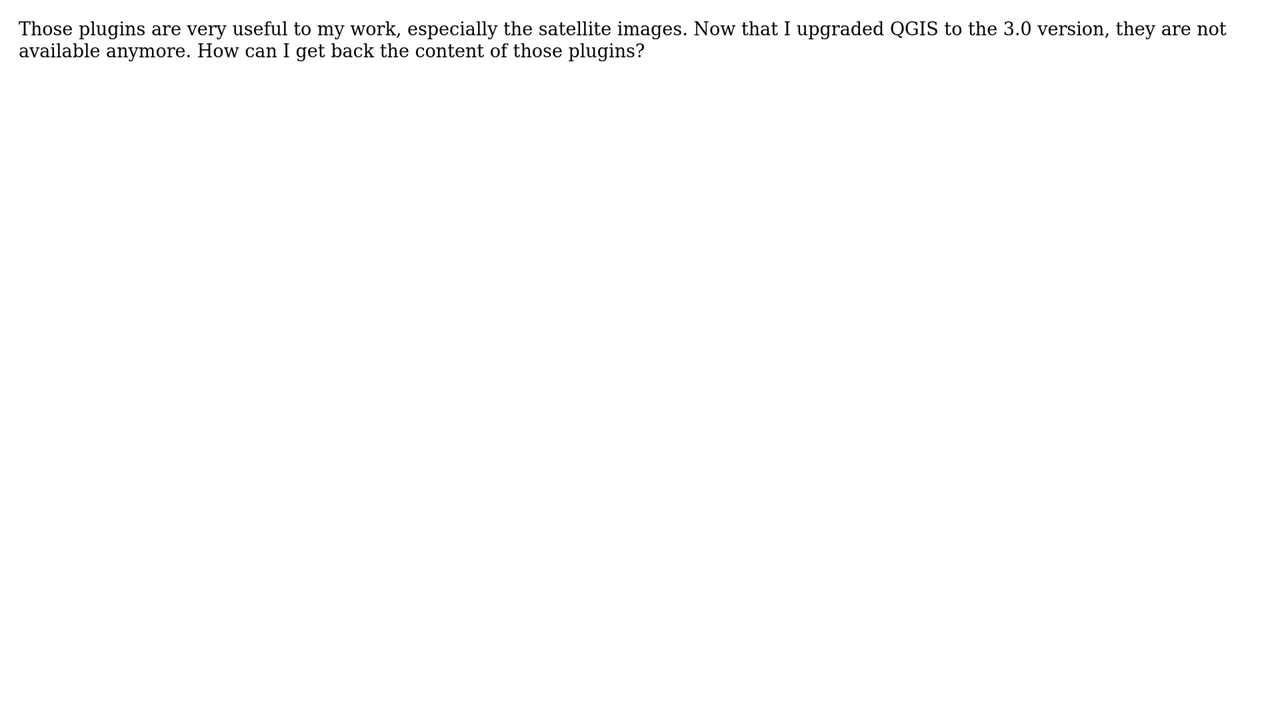 Those plugins are very useful to my work, especially the satellite images. Now that I upgraded QGIS to the 3.0 version, they are not
available anymore. How can I get back the content of those plugins?